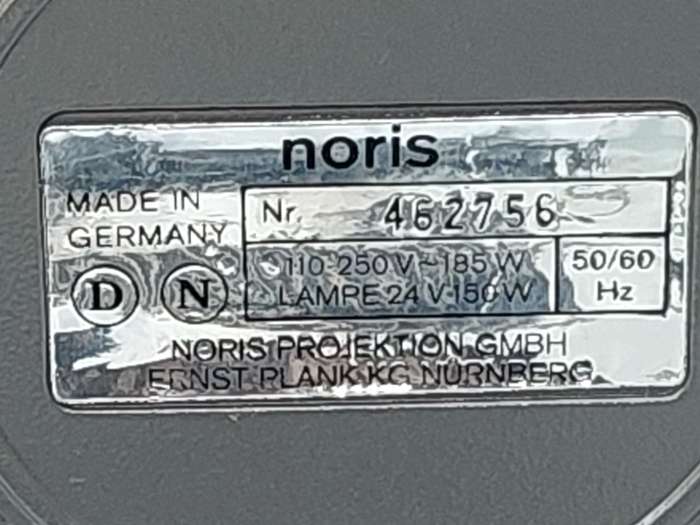 noris
MADE IN
GERMANY
Nr. 462756
110-250 V~185 W
LAMPE 24 V·150 W
50/60
Hz
D N
NORIS PROJEKTION GMBH
ERNST PLANK KG NÜRNBERG